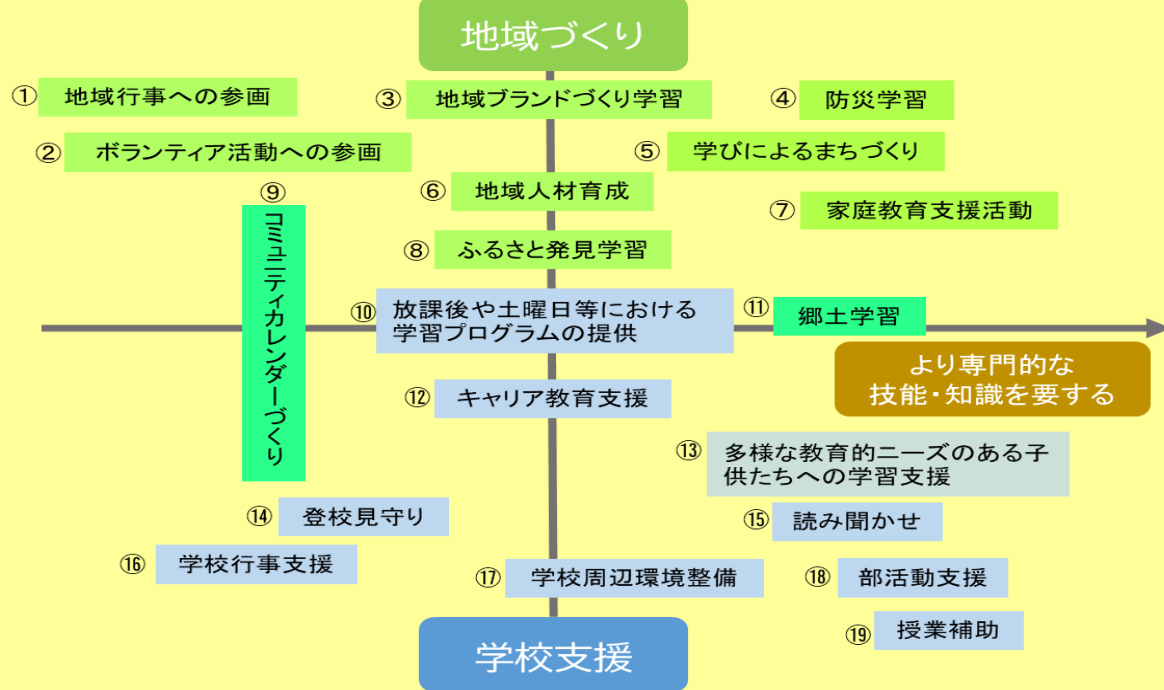 地域づくり
① 地域行事への参画
③ 地域ブランドづくり学習
④ 防災学習
② ボランティア活動への参画
⑤ 学びによるまちづくり
⑥ 地域人材育成
⑦ 家庭教育支援活動
⑧ ふるさと発見学習
⑨ コミュニティカレンダーづくり
⑩ 放課後や土曜日等における
学習プログラムの提供
⑪ 郷土学習
より専門的な
技能・知識を要する
⑫ キャリア教育支援
⑬ 多様な教育的ニーズのある子
供たちへの学習支援
⑭ 登校見守り
⑮ 読み聞かせ
⑯ 学校行事支援
⑰ 学校周辺環境整備
⑱ 部活動支援
⑲ 授業補助
学校支援